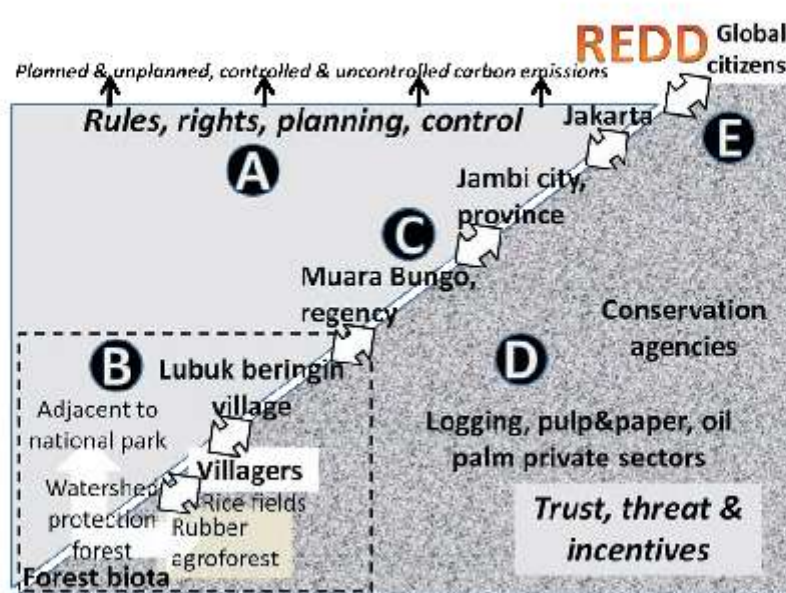 REDD
Global
citizens
Planned & unplanned, controlled & uncontrolled carbon emissions
Rules, rights, planning, control
Jakarta
E
A
Jambi city,
province
C
Muara Bungo,
regency
Conservation
agencies
B
D
Lubuk beringin
village
Adjacent to
national park
Logging, pulp&paper, oil
palm private sectors
Villagers
Rice fields
Watershed
protection
forest
Rubber
agroforest
Trust, threat &
incentives
Forest biota